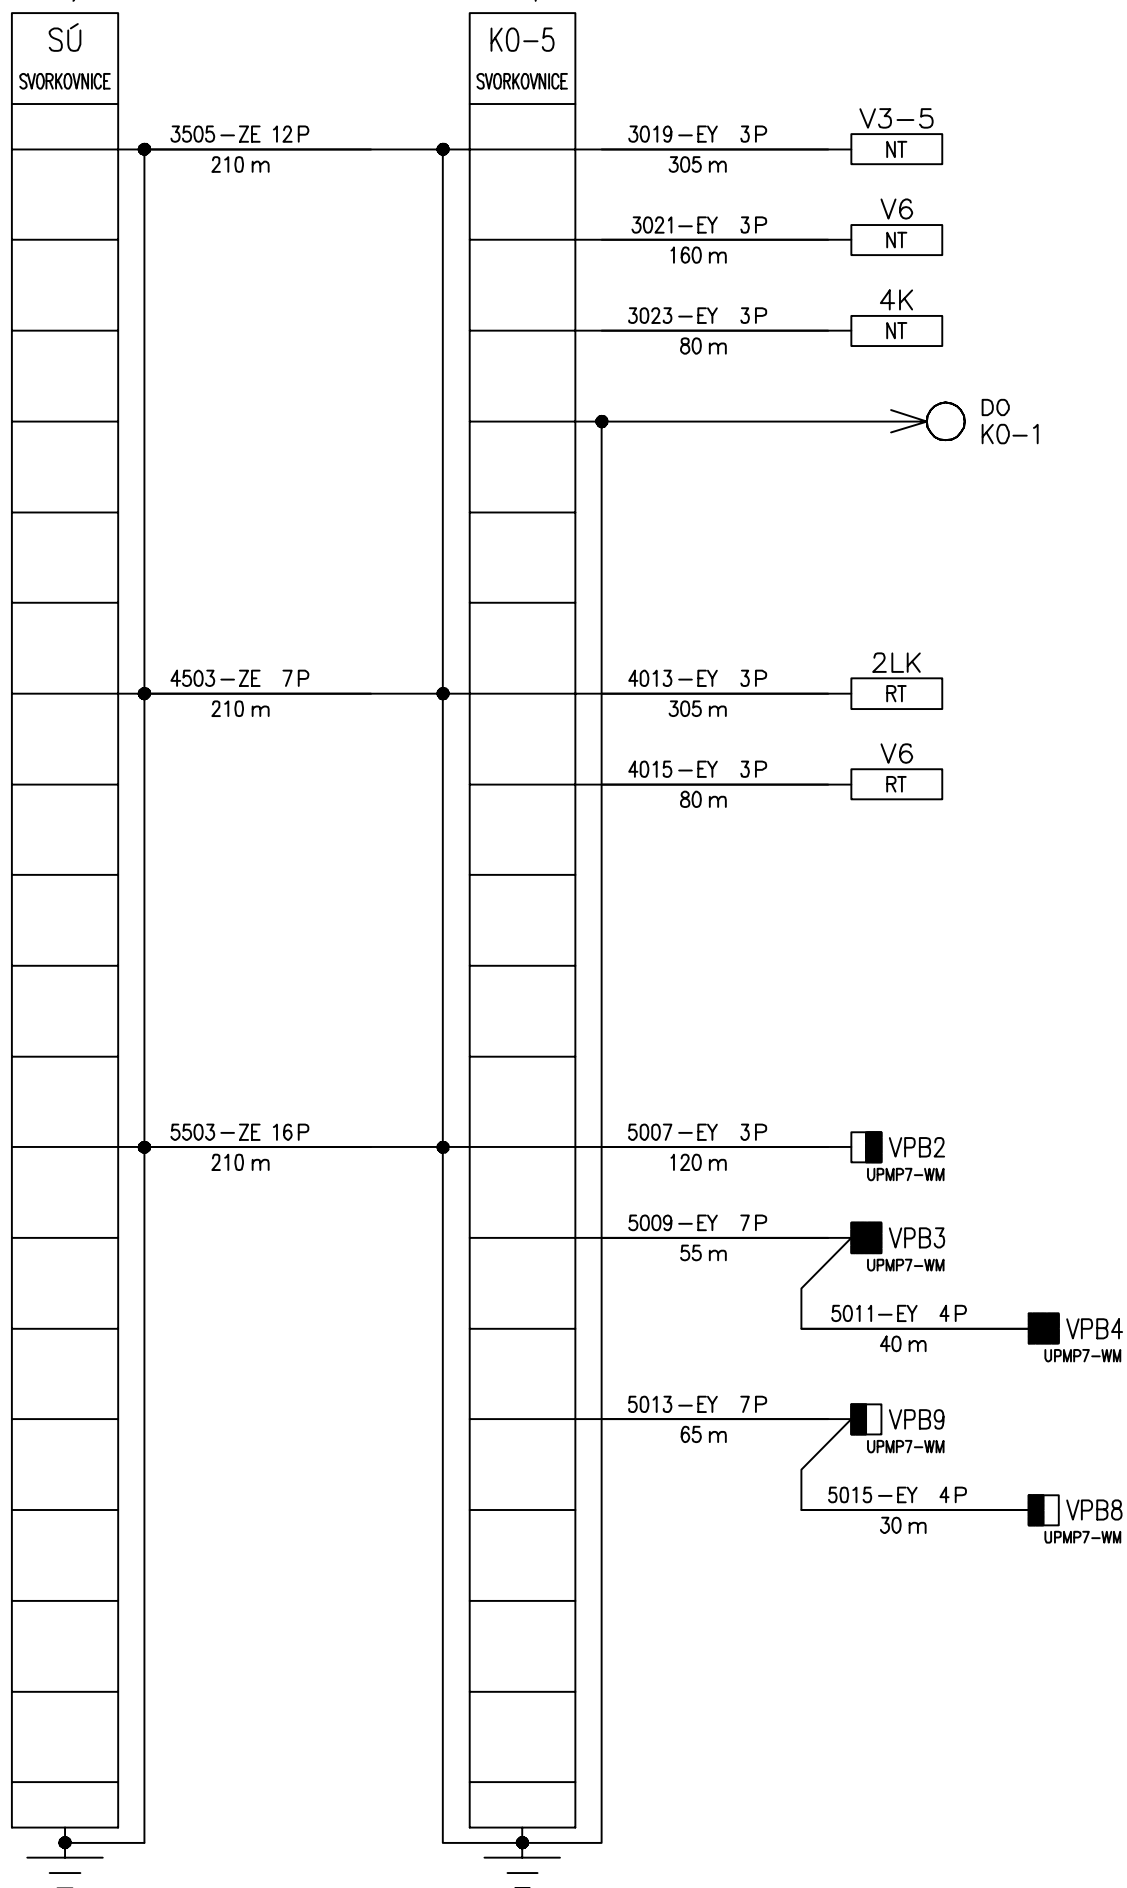 SÚ
SVORKOVNICE
KO-5
SVORKOVNICE
3505-ZE 12P
210 m
3019-EY 3P
305 m
V3-5
NT
3021-EY 3P
160 m
V6
NT
3023-EY 3P
80 m
4K
NT
DO
KO-1
4503-ZE 7P
210 m
4013-EY 3P
305 m
2LK
RT
4015-EY 3P
80 m
V6
RT
5503-ZE 16P
210 m
5007-EY 3P
120 m
VPB2
UPMP7-WM
5009-EY 7P
55 m
VPB3
UPMP7-WM
5011-EY 4P
40 m
VPB4
UPMP7-WM
5013-EY 7P
65 m
VPB9
UPMP7-WM
5015-EY 4P
30 m
VPB8
UPMP7-WM